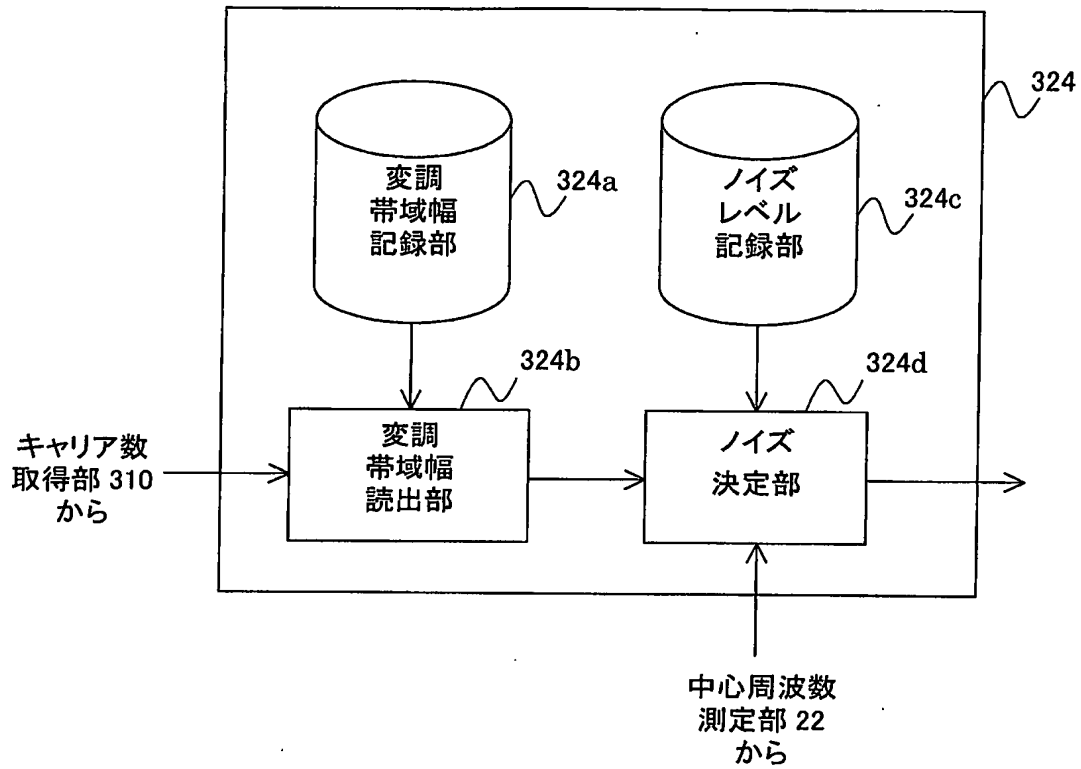 324
変調
帯域幅
記録部
324a
ノイズ
レベル
記録部
324c
324b
324d
キャリア数
取得部 310
から
変調
帯域幅
読出部
ノイズ
決定部
中心周波数
測定部 22
から